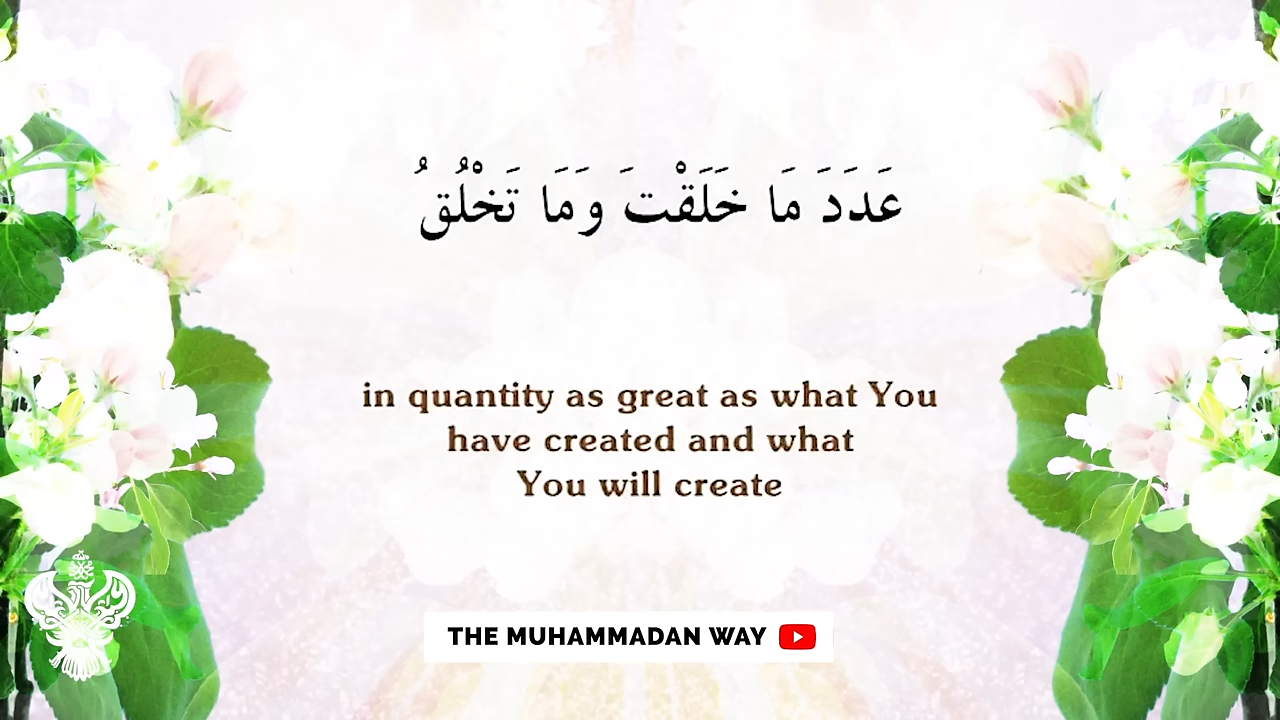 عَدَدَ مَا خَلَقْتَ وَمَا تَخْلُقُ
in quantity as great as what You
have created and what
You will create
THE MUHAMMADAN WAY